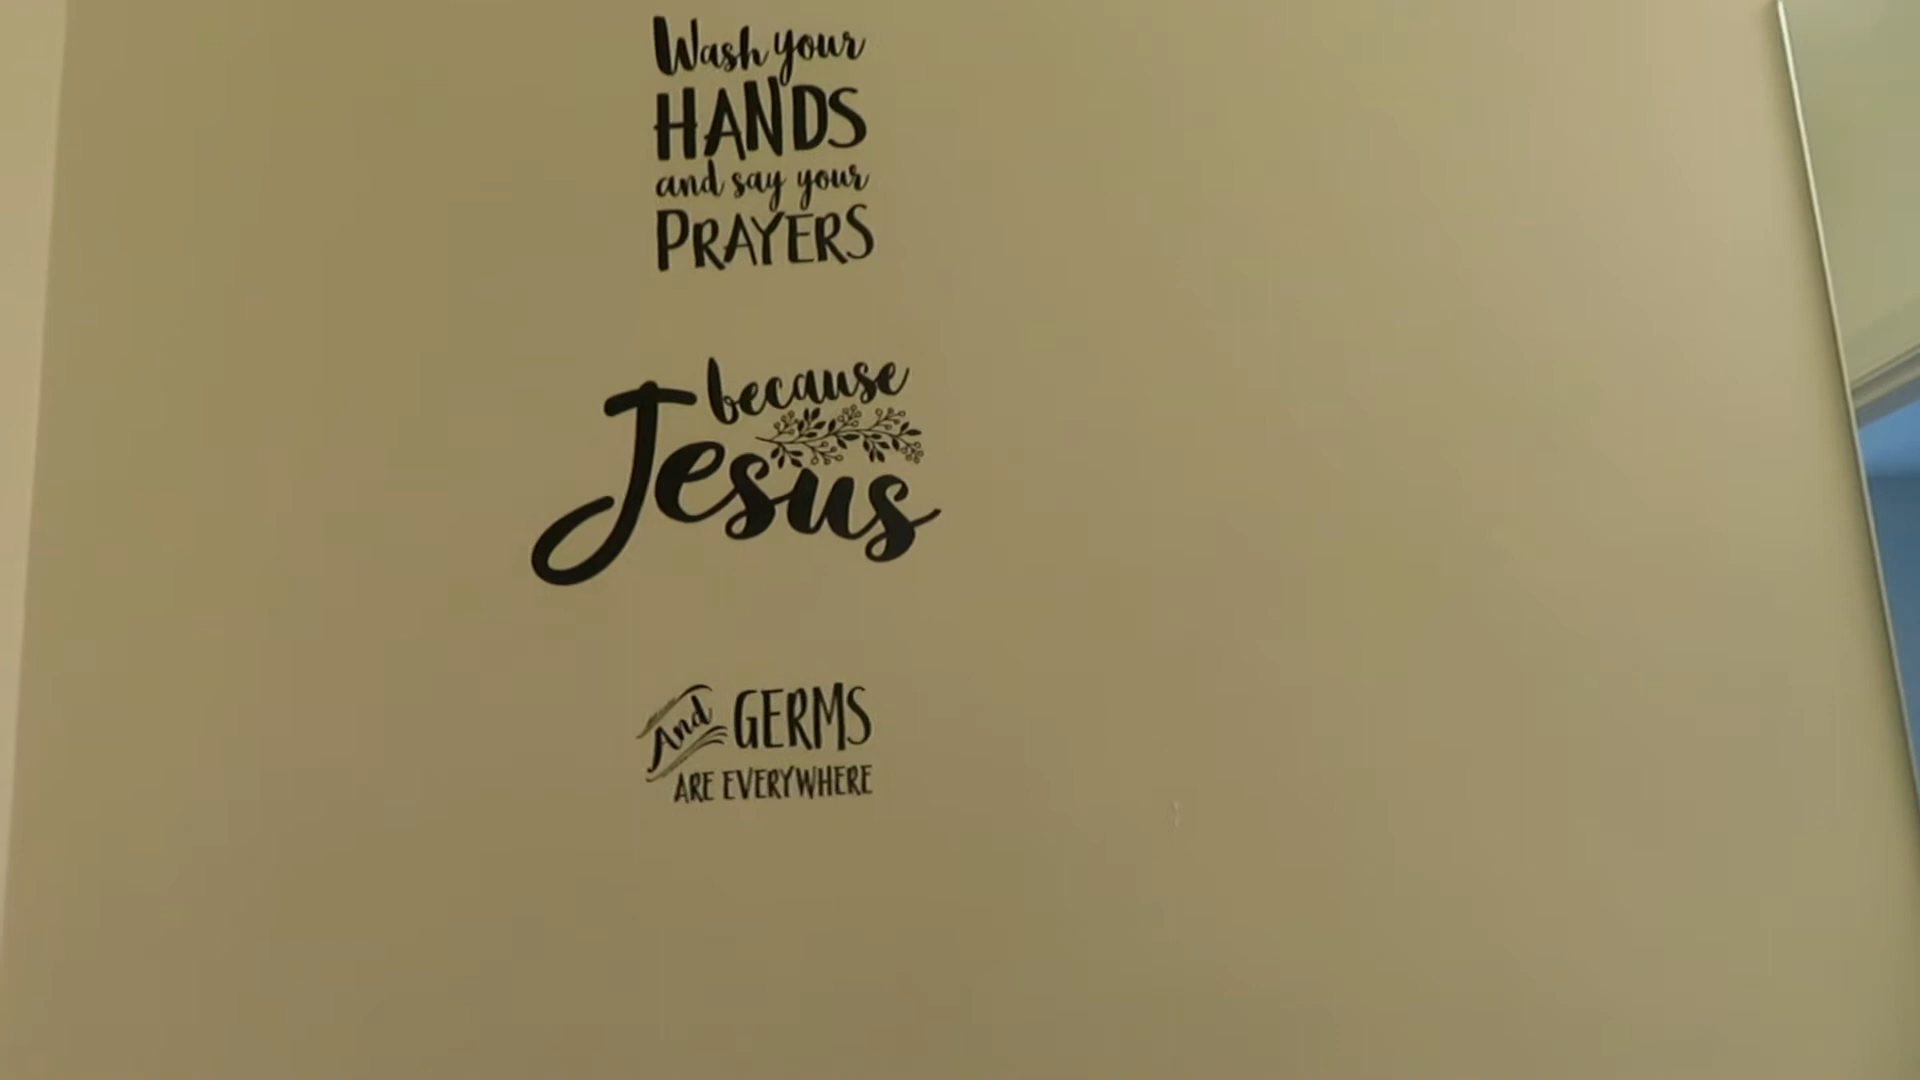 Wash your
HANDS
and say your
PRAYERS
because
Jesus
And GERMS
ARE EVERYWHERE